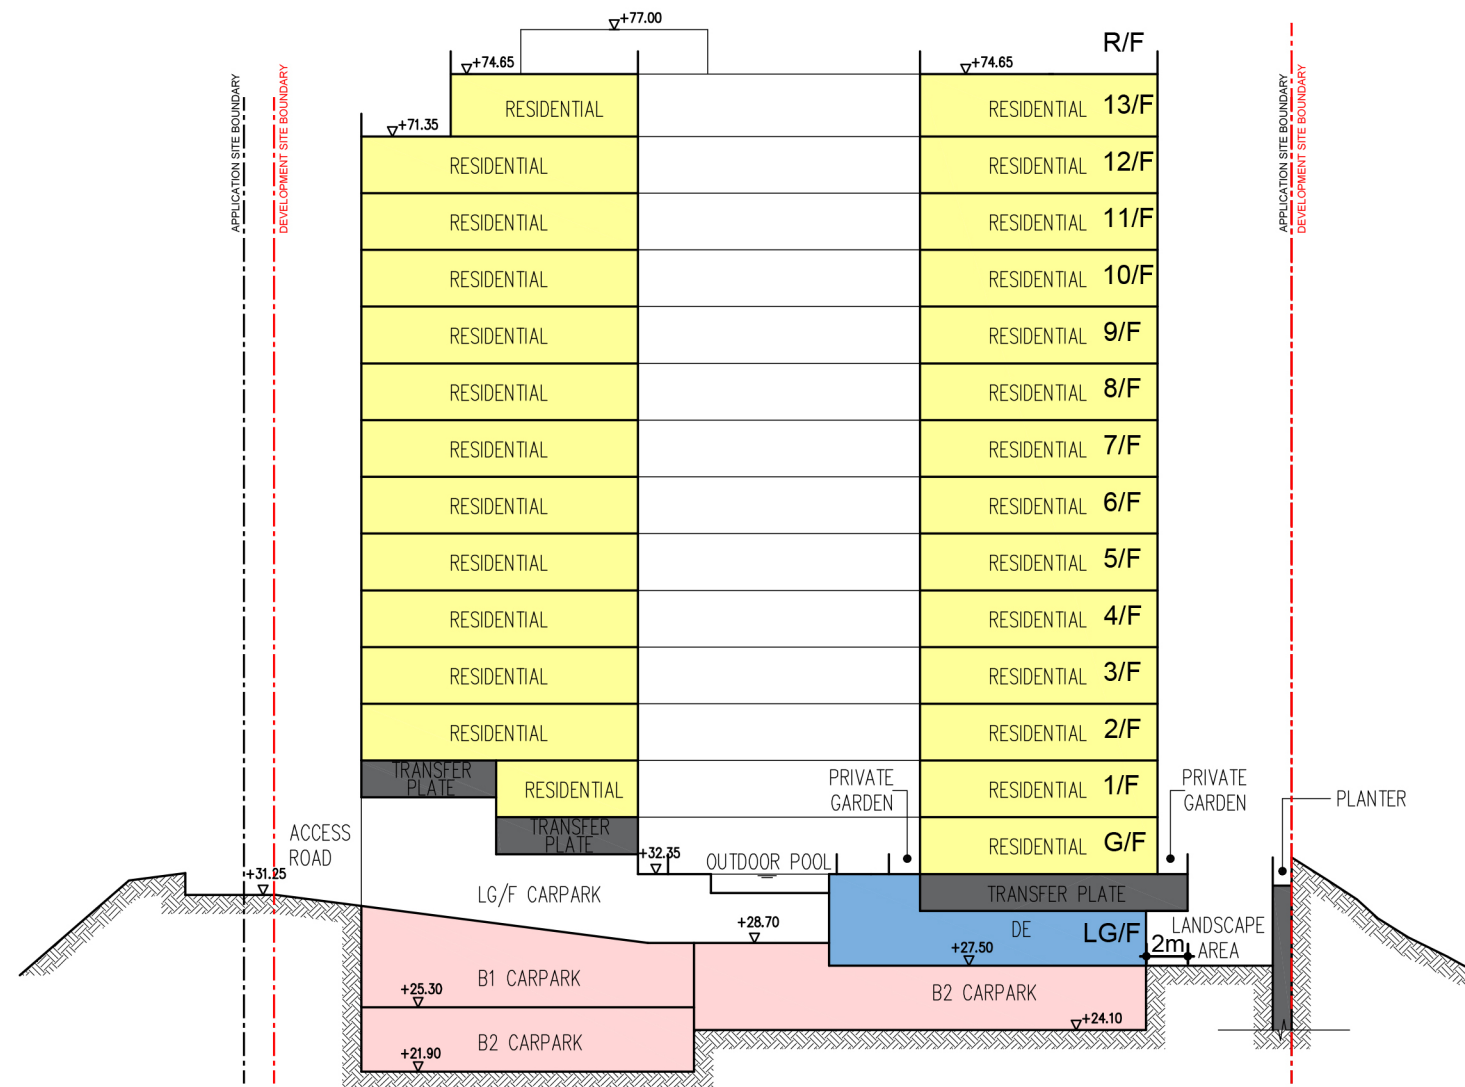 +77.00
R/F
+74.65
+74.65
APPLICATION SITE BOUNDARY
DEVELOPMENT SITE BOUNDARY
APPLICATION SITE BOUNDARY
DEVELOPMENT SITE BOUNDARY
RESIDENTIAL
RESIDENTIAL 13/F
+71.35
RESIDENTIAL
RESIDENTIAL 12/F
RESIDENTIAL
RESIDENTIAL 11/F
RESIDENTIAL
RESIDENTIAL 10/F
RESIDENTIAL
RESIDENTIAL 9/F
RESIDENTIAL
RESIDENTIAL 8/F
RESIDENTIAL
RESIDENTIAL 7/F
RESIDENTIAL
RESIDENTIAL 6/F
RESIDENTIAL
RESIDENTIAL 5/F
RESIDENTIAL
RESIDENTIAL 4/F
RESIDENTIAL
RESIDENTIAL 3/F
RESIDENTIAL
RESIDENTIAL 2/F
TRANSFER
PLATE
RESIDENTIAL
PRIVATE
GARDEN
RESIDENTIAL 1/F
PRIVATE
GARDEN
PLANTER
TRANSFER
PLATE
ACCESS
ROAD
RESIDENTIAL G/F
+32.35
OUTDOOR POOL
+31.25
LG/F CARPARK
TRANSFER PLATE
+28.70
DE
LG/F
LANDSCAPE
AREA
2m
+27.50
B1 CARPARK
+25.30
B2 CARPARK
+24.10
B2 CARPARK
+21.90